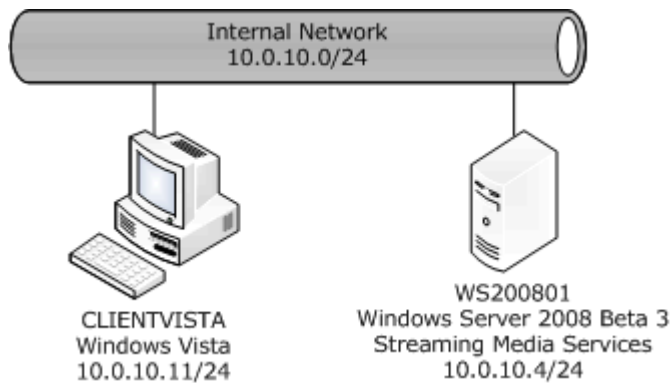 Internal Network
10.0.10.0/24
CLIENTVISTA
Windows Vista
10.0.10.11/24
WS200801
Windows Server 2008 Beta 3
Streaming Media Services
10.0.10.4/24